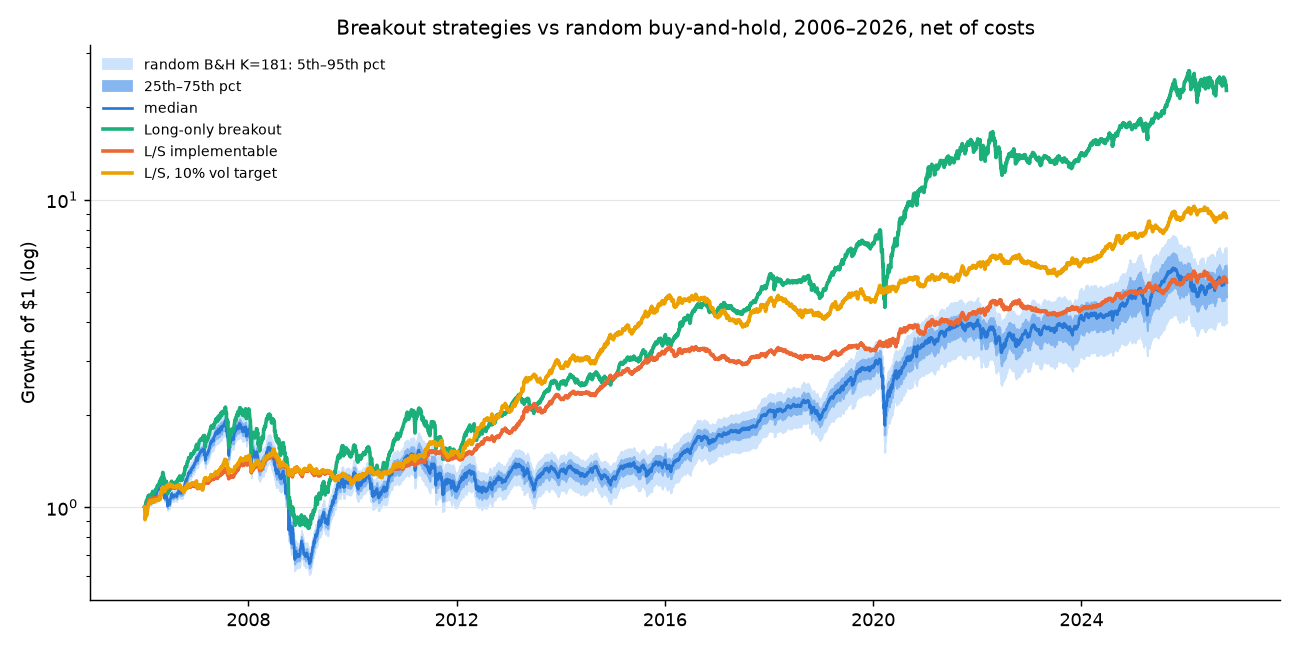 Breakout strategies vs random buy-and-hold, 2006–2026, net of costs
random B&H K=181: 5th–95th pct
25th–75th pct
median
Long-only breakout
L/S implementable
L/S, 10% vol target
Growth of $1 (log)
10¹
10⁰
2008 2012 2016 2020 2024